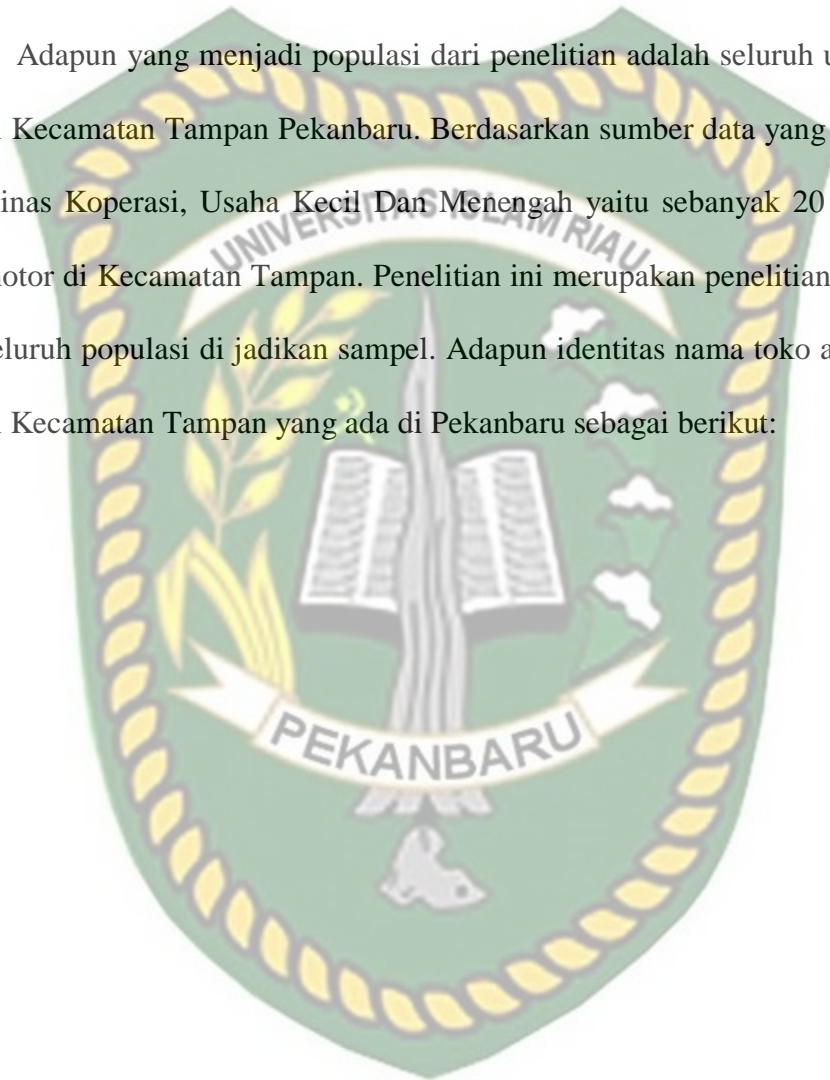 Adapun yang menjadi populasi dari penelitian adalah seluruh
Kecamatan Tampan Pekanbaru. Berdasarkan sumber data yang
inas Koperasi, Usaha Kecil Dan Menengah yaitu sebanyak 20
otor di Kecamatan Tampan. Penelitian ini merupakan penelitian
eluruh populasi di jadikan sampel. Adapun identitas nama toko a
Kecamatan Tampan yang ada di Pekanbaru sebagai berikut:
UNIVERSITAS ISLAM RIAU
PEKANBARU